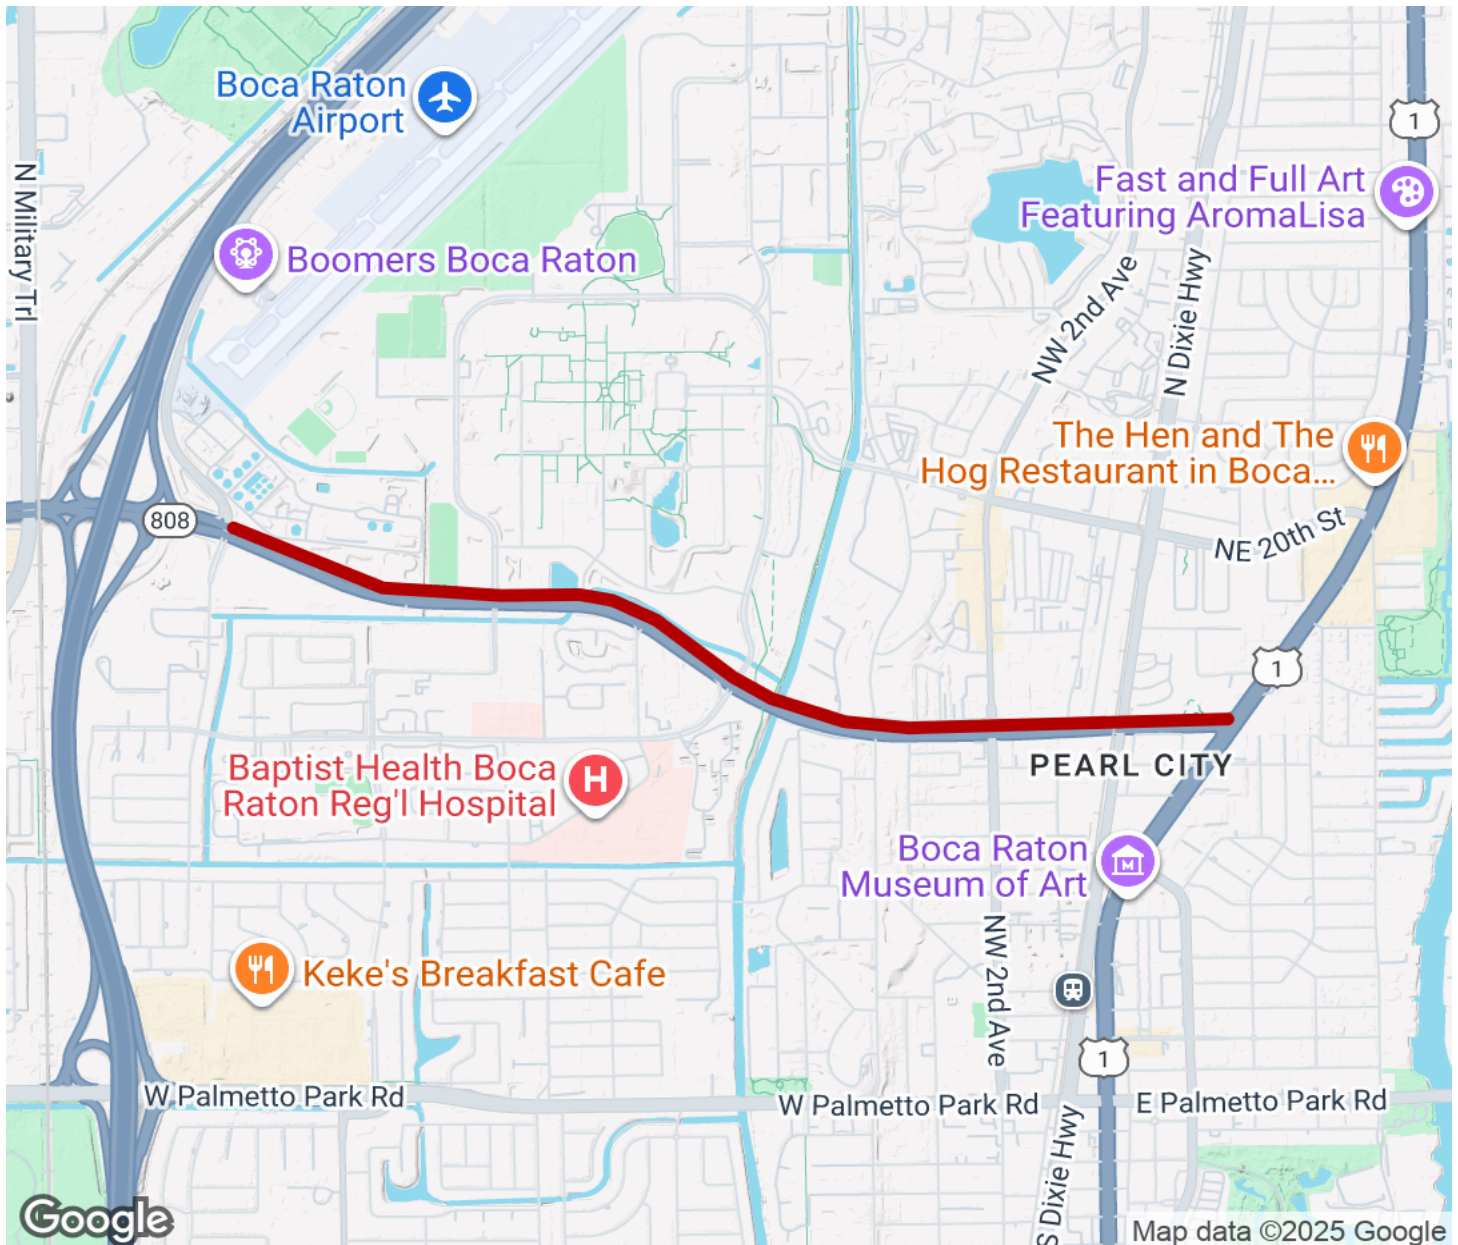 Boca Raton
Airport
1
N Military Trl
Fast and Full Art
Featuring AromaLisa
Boomers Boca Raton
NW 2nd Ave
N Dixie Hwy
The Hen and The
Hog Restaurant in Boca...
808
NE 20th St
1
PEARL CITY
Baptist Health Boca
Raton Reg'l Hospital
H
Boca Raton
Museum of Art
M
NW 2nd Ave
Keke's Breakfast Cafe
1
W Palmetto Park Rd
W Palmetto Park Rd
E Palmetto Park Rd
S Dixie Hwy
Google
Map data ©2025 Google